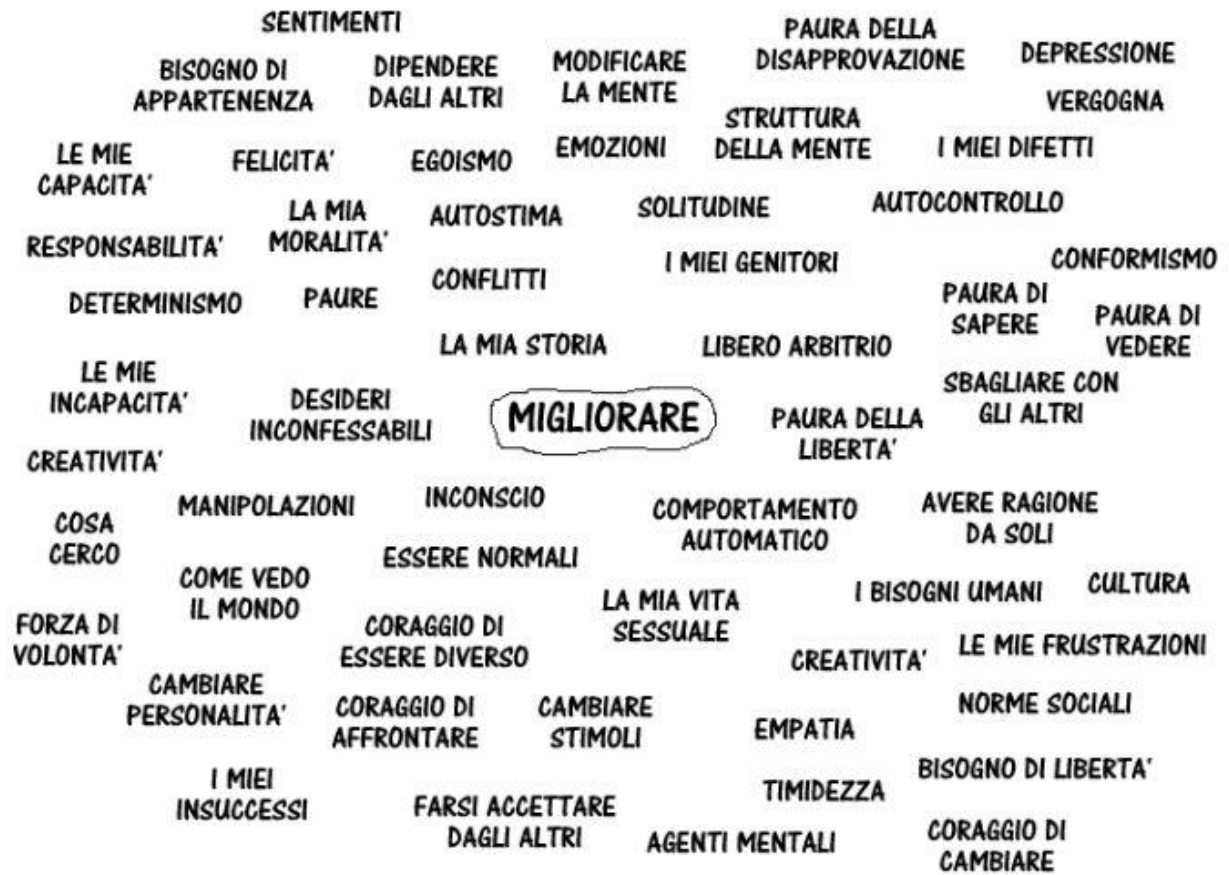 SENTIMENTI
PAURA DELLA
DISAPPROVAZIONE
DEPRESSIONE
BISOGNO DI
APPARTENENZA
DIPENDERE
DAGLI ALTRI
MODIFICARE
LA MENTE
VERGOGNA
STRUTTURA
DELLA MENTE
LE MIE
CAPACITA'
FELICITA'
EGOISMO
EMOZIONI
I MIEI DIFETTI
LA MIA
MORALITA'
AUTOSTIMA
SOLITUDINE
AUTOCONTROLLO
RESPONSABILITA'
CONFLITTI
I MIEI GENITORI
CONFORMISMO
DETERMINISMO
PAURE
PAURA DI
SAPERE
PAURA DI
VEDERE
LA MIA STORIA
LIBERO ARBITRIO
LE MIE
INCAPACITA'
DESIDERI
INCONFESSABILI
MIGLIORARE
PAURA DELLA
LIBERTA'
SBAGLIARE CON
GLI ALTRI
CREATIVITA'
MANIPOLAZIONI
INCONSCIO
COMPORTAMENTO
AUTOMATICO
AVERE RAGIONE
DA SOLI
COSA
CERCO
ESSERE NORMALI
COME VEDO
IL MONDO
LA MIA VITA
SESSUALE
I BISOGNI UMANI
CULTURA
FORZA DI
VOLONTA'
CORAGGIO DI
ESSERE DIVERSO
CREATIVITA'
LE MIE FRUSTRAZIONI
CAMBIARE
PERSONALITA'
CORAGGIO DI
AFFRONTARE
CAMBIARE
STIMOLI
EMPATIA
NORME SOCIALI
I MIEI
INSUCCESSI
FARSI ACCETTARE
DAGLI ALTRI
TIMIDEZZA
BISOGNO DI LIBERTA'
AGENTI MENTALI
CORAGGIO DI
CAMBIARE